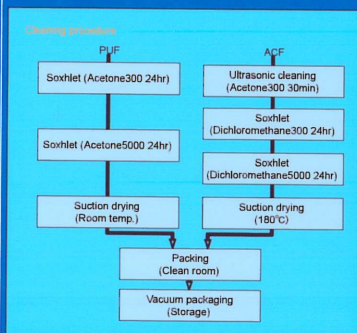 Cleaning procedure
PUF
ACF
Soxhlet (Acetone300 24hr)
Soxhlet (Acetone5000 24hr)
Suction drying
(Room temp.)
Ultrasonic cleaning
(Acetone300 30min)
Soxhlet
(Dichloromethane300 24hr)
Soxhlet
(Dichloromethane5000 24hr)
Suction drying
(180℃)
Packing
(Clean room)
Vacuum packaging
(Storage)